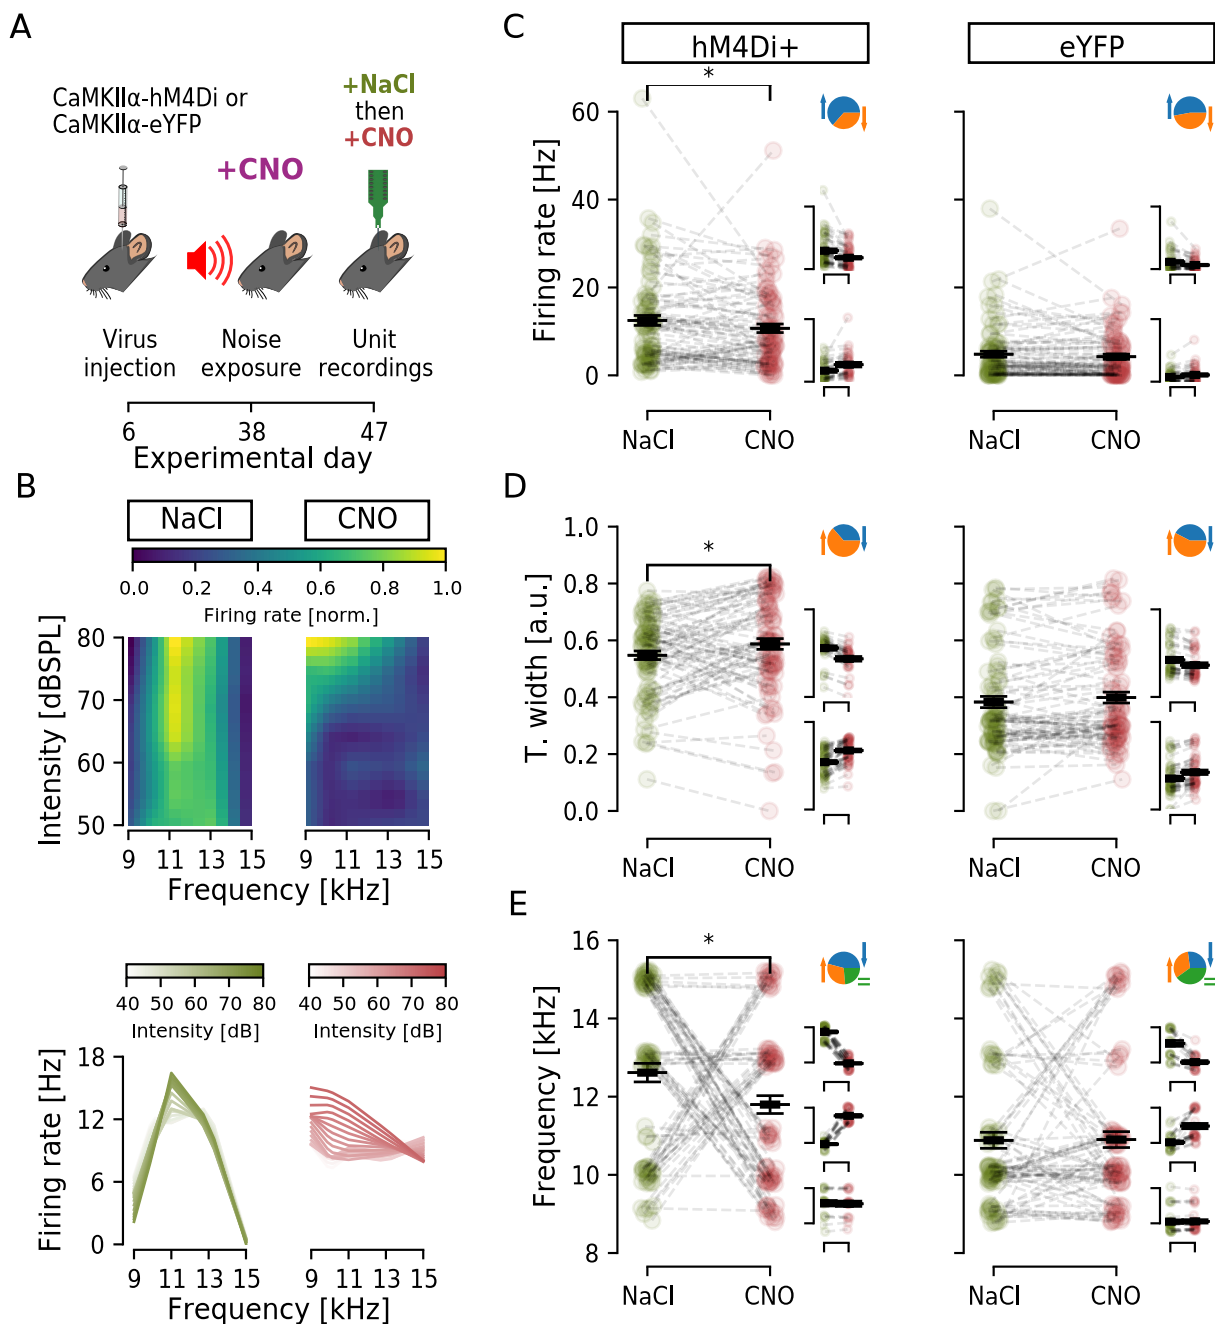 A
CaMKIIα-hM4Di or
CaMKIIα-eYFP
+CNO
+NaCl
then
+CNO
Virus
injection
Noise
exposure
Unit
recordings
6 38 47
Experimental day
B
NaCl CNO
0.0 0.2 0.4 0.6 0.8 1.0
Firing rate [norm.]
Intensity [dBSPL]
80
70
60
50
9 11 13 15
9 11 13 15
Frequency [kHz]
40 50 60 70 80
Intensity [dB]
40 50 60 70 80
Intensity [dB]
Firing rate [Hz]
18
12
6
0
9 11 13 15
9 11 13 15
Frequency [kHz]
C
hM4Di+ eYFP
*
Firing rate [Hz]
60
40
20
0
NaCl CNO
NaCl CNO
D
*
T. width [a.u.]
1.0
0.8
0.6
0.4
0.2
0.0
NaCl CNO
NaCl CNO
E
*
Frequency [kHz]
16
14
12
10
8
NaCl CNO
NaCl CNO